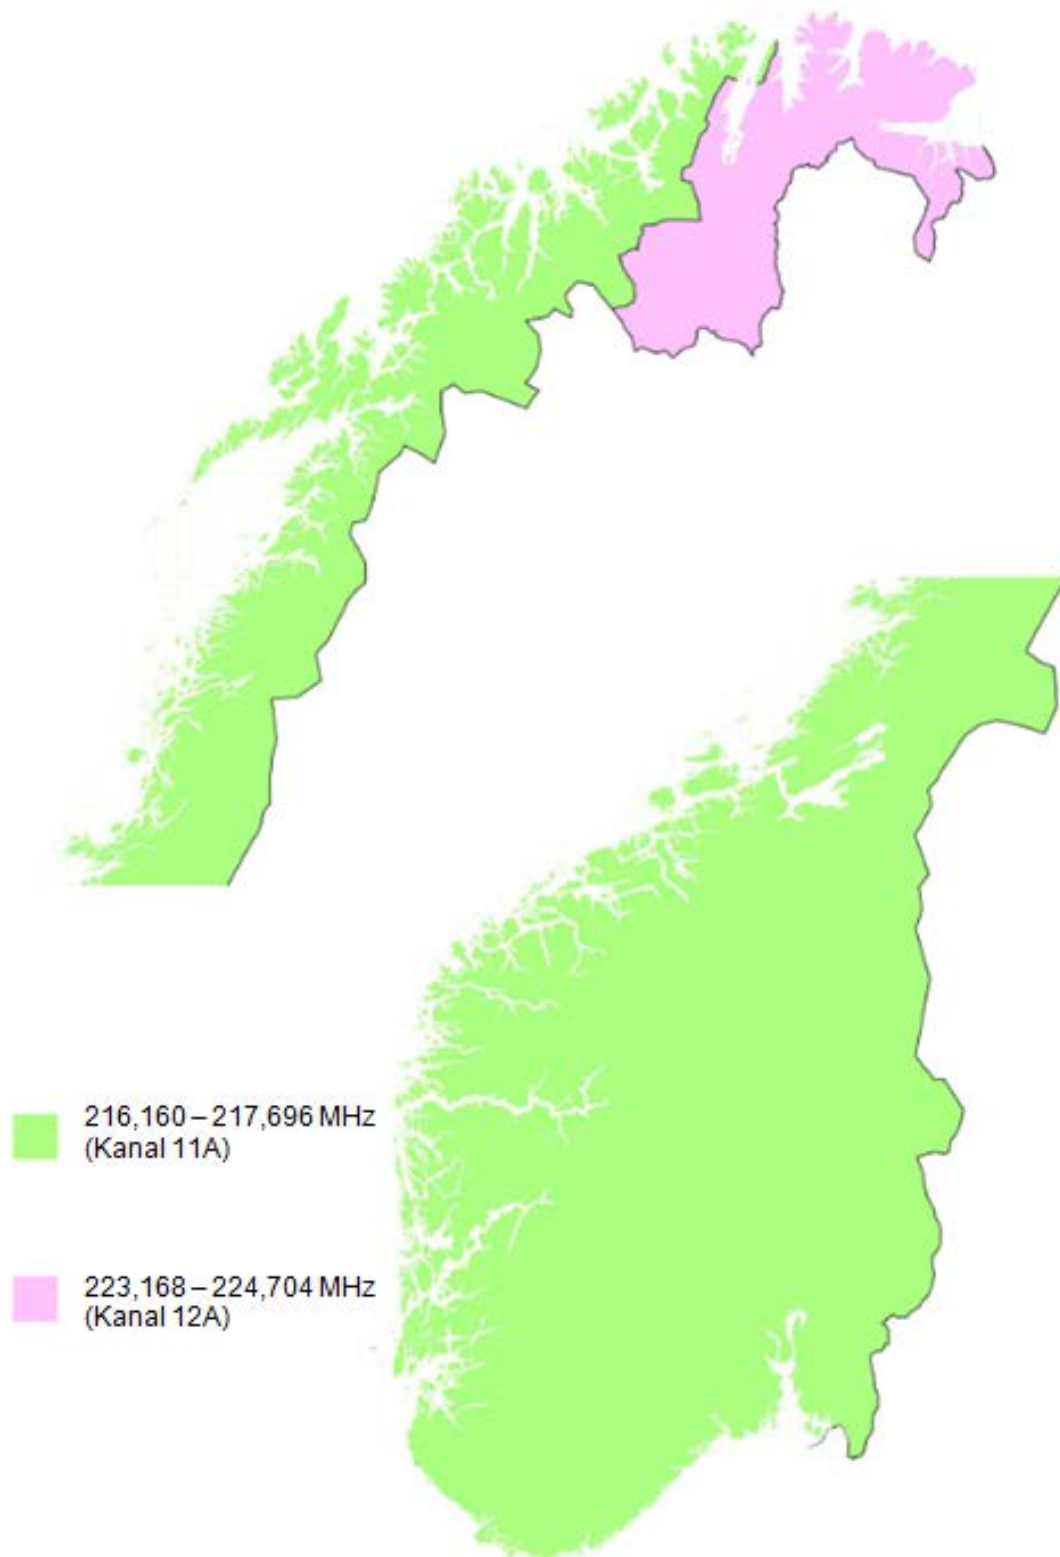 216,160 – 217,696 MHz
(Kanal 11A)
223,168 – 224,704 MHz
(Kanal 12A)